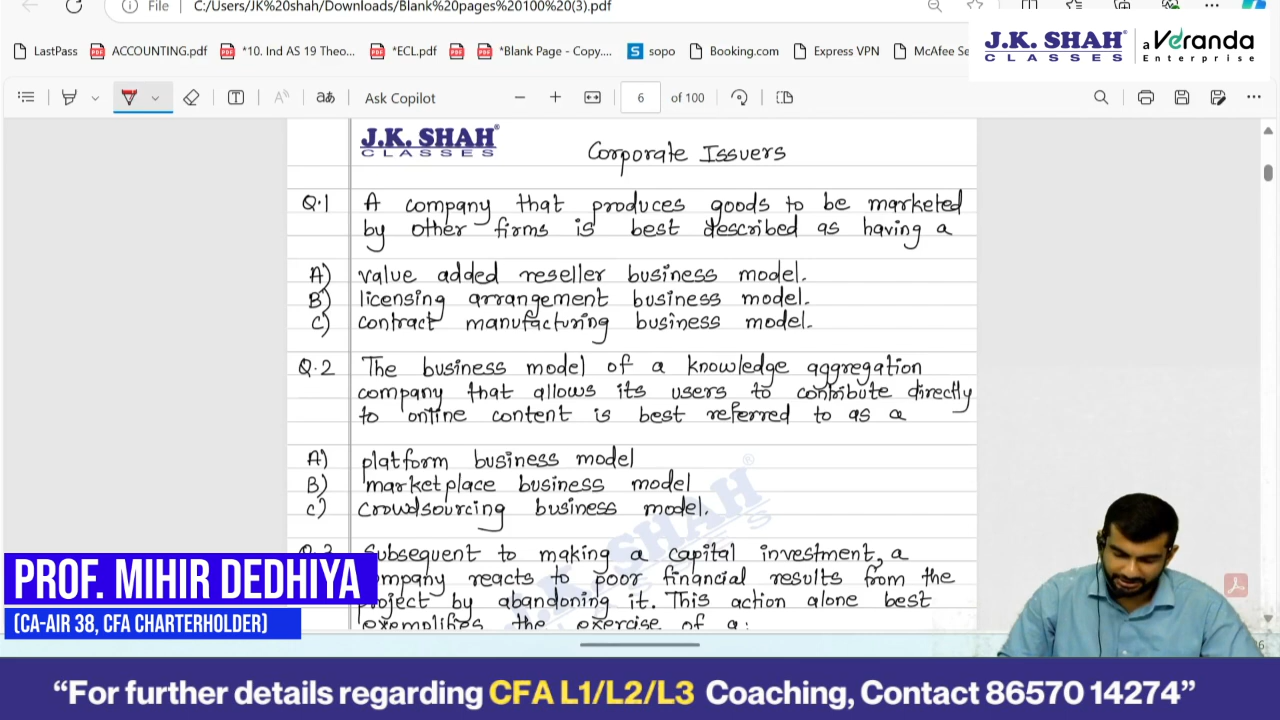 File C:/Users/JK%20shah/Downloads/Blank%20pages%20100%20(3).pdf
LastPass ACCOUNTING.pdf *10. Ind AS 19 Theo... *ECL.pdf *Blank Page - Copy.... sopo Booking.com Express VPN McAfee Se
J.K. SHAH® CLASSES a Veranda Enterprise
Ask Copilot 6 of 100
J.K. SHAH® CLASSES
Corporate Issuers
Q.1 A company that produces goods to be marketed
by other firms is best described as having a
A) value added reseller business model.
B) licensing arrangement business model.
C) contract manufacturing business model.
Q.2 The business model of a knowledge aggregation
company that allows its users to contribute directly
to online content is best referred to as a
A) platform business model
B) marketplace business model
C) crowdsourcing business model.
Subsequent to making a capital investment, a
company reacts to poor financial results from the
project by abandoning it. This action alone best
exemplifies the exercise of a:
J.K. SHAH® CLASSES
PROF. MIHIR DEDHIYA
(CA-AIR 38, CFA CHARTERHOLDER)
“For further details regarding CFA L1/L2/L3 Coaching, Contact 86570 14274”